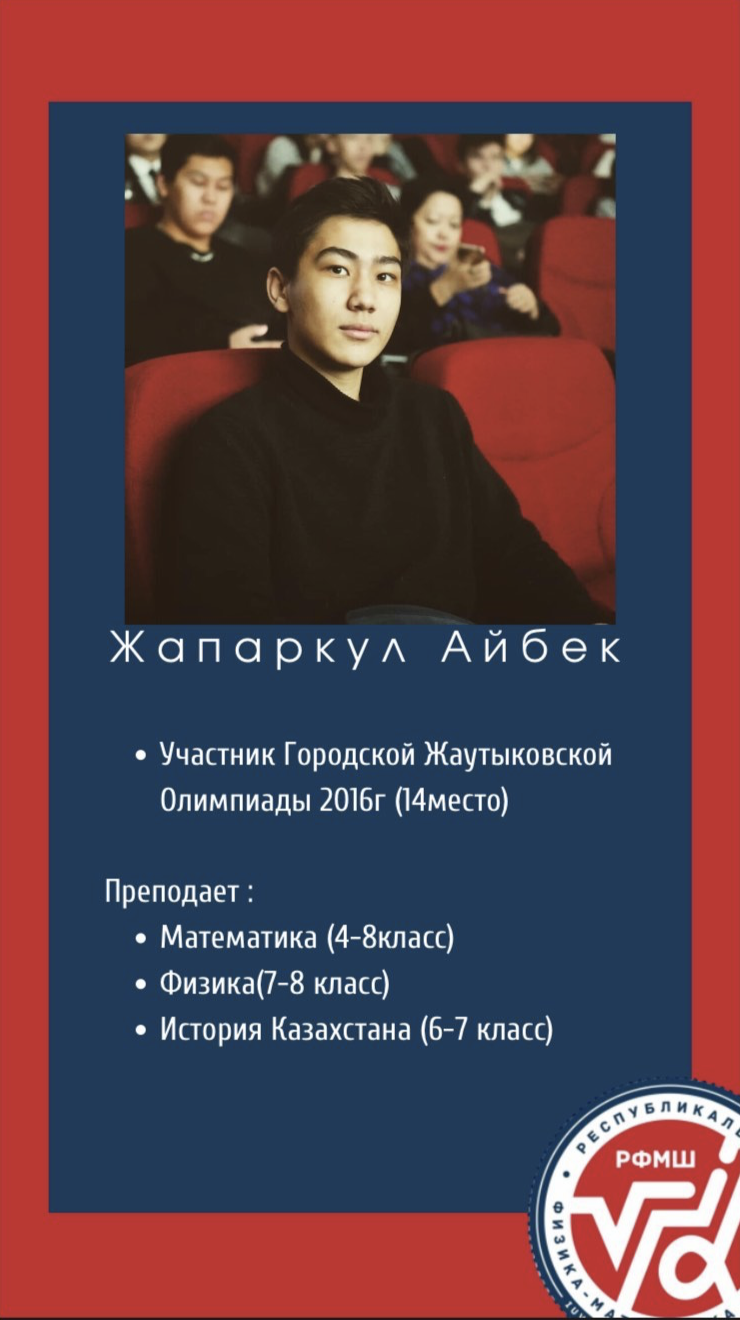 Жапаркул Айбек
• Участник Городской Жаутыковской
Олимпиады 2016г (14место)
Преподает :
• Математика (4-8класс)
• Физика(7-8 класс)
• История Казахстана (6-7 класс)
РФМШ